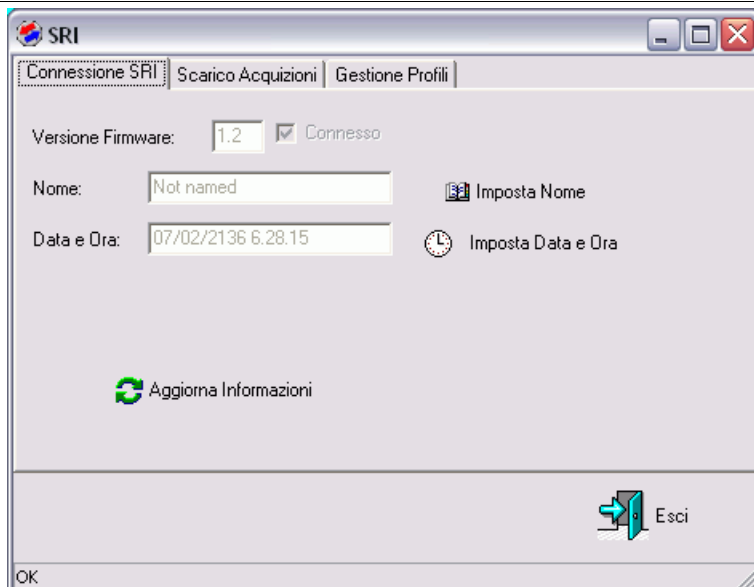 SRI
Connessione SRI Scarico Acquizioni Gestione Profili
Versione Firmware: 1.2 Connesso
Nome: Not named Imposta Nome
Data e Ora: 07/02/2136 6.28.15 Imposta Data e Ora
Aggiorna Informazioni
Esci
OK